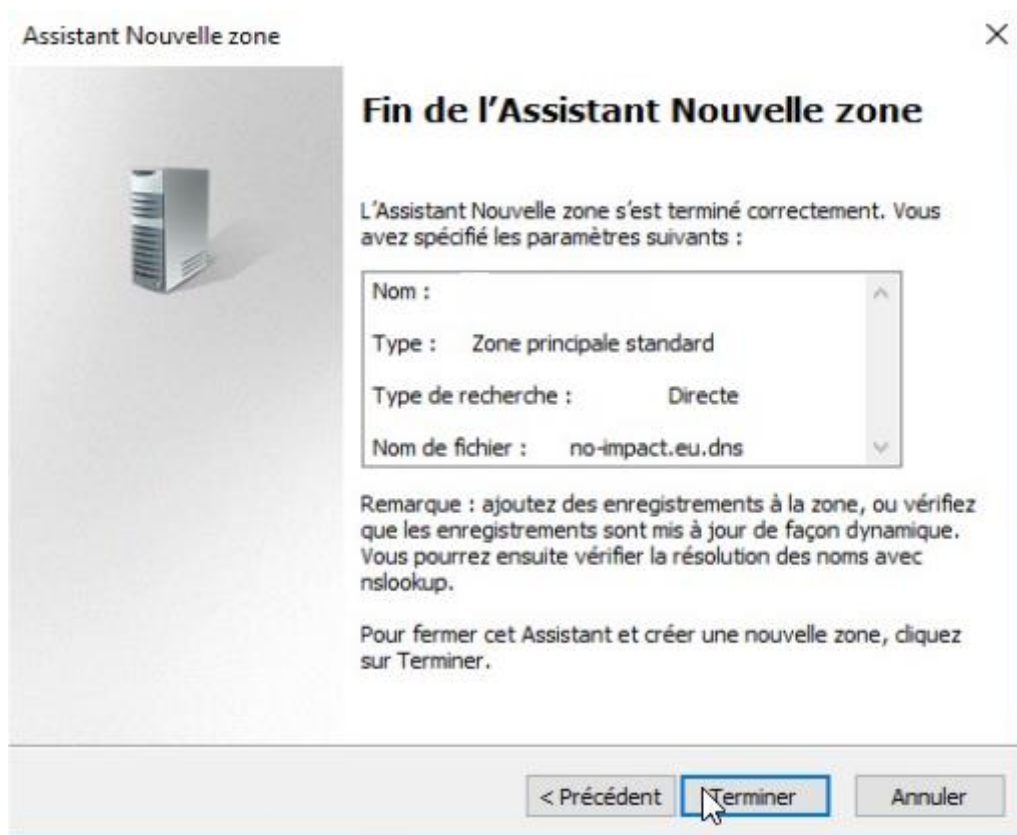 Assistant Nouvelle zone
Fin de l’Assistant Nouvelle zone
L’Assistant Nouvelle zone s’est terminé correctement. Vous
avez spécifié les paramètres suivants :
Nom :
Type : Zone principale standard
Type de recherche : Directe
Nom de fichier : no-impact.eu.dns
Remarque : ajoutez des enregistrements à la zone, ou vérifiez
que les enregistrements sont mis à jour de façon dynamique.
Vous pourrez ensuite vérifier la résolution des noms avec
nslookup.
Pour fermer cet Assistant et créer une nouvelle zone, cliquez
sur Terminer.
< Précédent Terminer Annuler